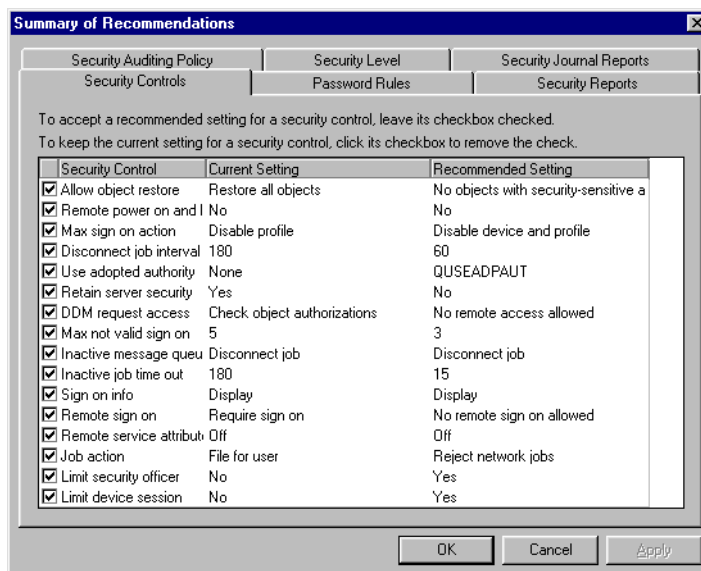 Summary of Recommendations
Security Auditing Policy Security Level Security Journal Reports
Security Controls Password Rules Security Reports
To accept a recommended setting for a security control, leave its checkbox checked.
To keep the current setting for a security control, click its checkbox to remove the check.
Security Control Current Setting Recommended Setting
Allow object restore Restore all objects No objects with security-sensitive a
Remote power on and I No No
Max sign on action Disable profile Disable device and profile
Disconnect job interval 180 60
Use adopted authority None QUSEADPAUT
Retain server security Yes No
DDM request access Check object authorizations No remote access allowed
Max not valid sign on 5 3
Inactive message queu Disconnect job Disconnect job
Inactive job time out 180 15
Sign on info Display Display
Remote sign on Require sign on No remote sign on allowed
Remote service attribut Off Off
Job action File for user Reject network jobs
Limit security officer No Yes
Limit device session No Yes
OK Cancel Apply